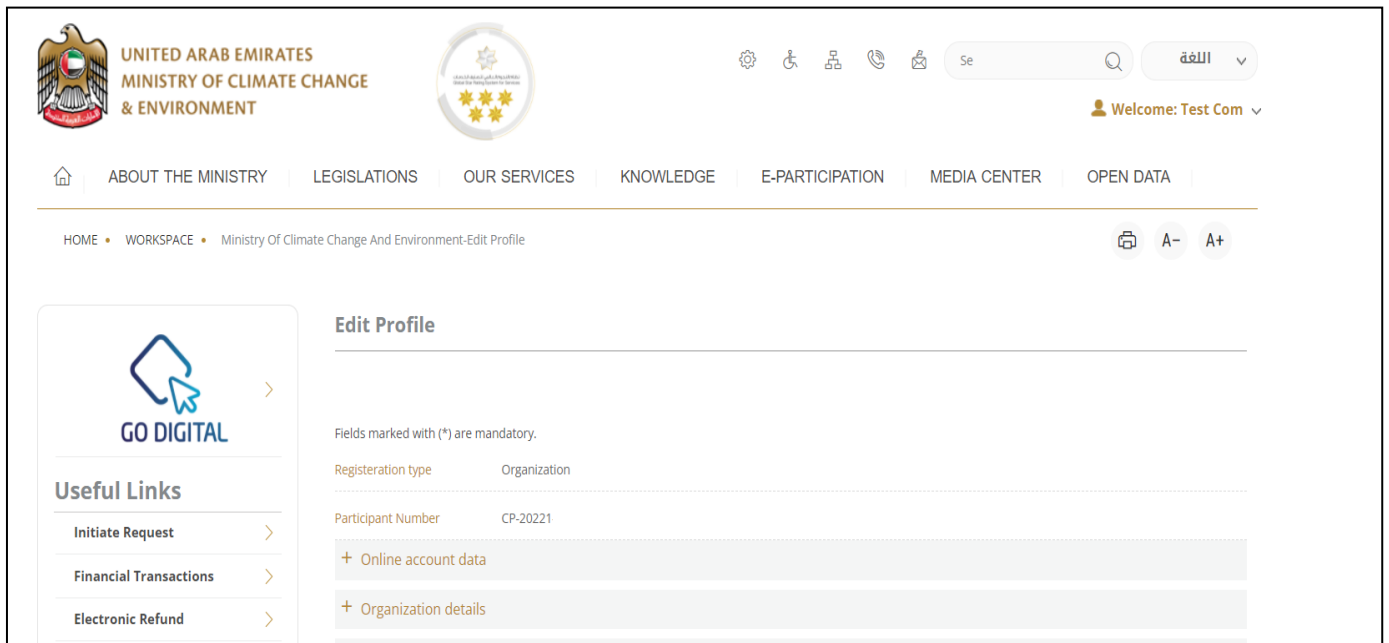 UNITED ARAB EMIRATES
MINISTRY OF CLIMATE CHANGE
& ENVIRONMENT
Se
اللغة
Welcome: Test Com
ABOUT THE MINISTRY
LEGISLATIONS
OUR SERVICES
KNOWLEDGE
E-PARTICIPATION
MEDIA CENTER
OPEN DATA
HOME • WORKSPACE • Ministry Of Climate Change And Environment-Edit Profile
A- A+
GO DIGITAL
Useful Links
Initiate Request
Financial Transactions
Electronic Refund
Edit Profile
Fields marked with (*) are mandatory.
Registeration type Organization
Participant Number CP-20221
+ Online account data
+ Organization details